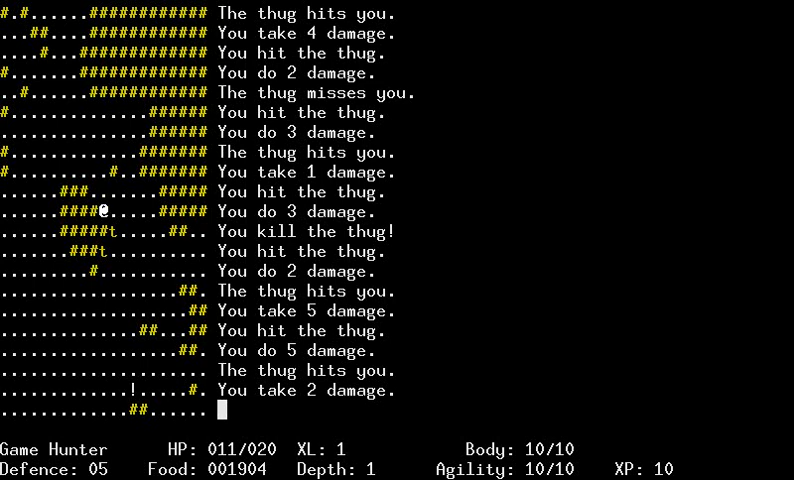 #.#......############ The thug hits you.
...##....############ You take 4 damage.
....#...############# You hit the thug.
#.......############# You do 2 damage.
..#......############ The thug misses you.
#..............###### You hit the thug.
...............###### You do 3 damage.
#.............####### The thug hits you.
#..........#..####### You take 1 damage.
......###.......##### You hit the thug.
......####@.....##### You do 3 damage.
......#####t.....##.. You kill the thug!
.......###t.......... You hit the thug.
.........#........... You do 2 damage.
..................##. The thug hits you.
...................## You take 5 damage.
..............##...## You hit the thug.
..................##. You do 5 damage.
..................... The thug hits you.
.............!.....#. You take 2 damage.
.............##......
Game Hunter HP: 011/020 XL: 1 Body: 10/10
Defence: 05 Food: 001904 Depth: 1 Agility: 10/10 XP: 10